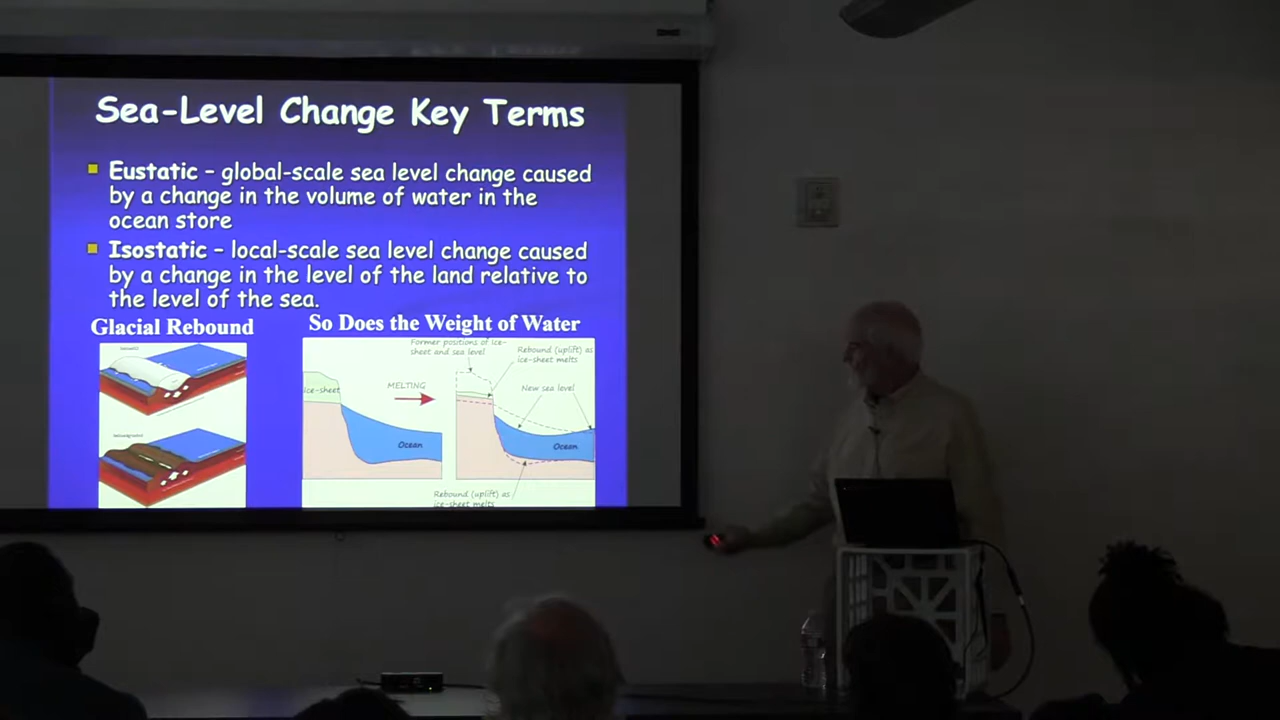 Sea-Level Change Key Terms
Eustatic – global-scale sea level change caused
by a change in the volume of water in the
ocean store
Isostatic – local-scale sea level change caused
by a change in the level of the land relative to
the level of the sea.
Glacial Rebound
So Does the Weight of Water
Former positions of Ice-
sheet and sea level
Rebound (uplift) as
ice-sheet melts
Ice-sheet
MELTING
New sea level
Ocean
Ocean
Rebound (uplift) as
ice-sheet melts